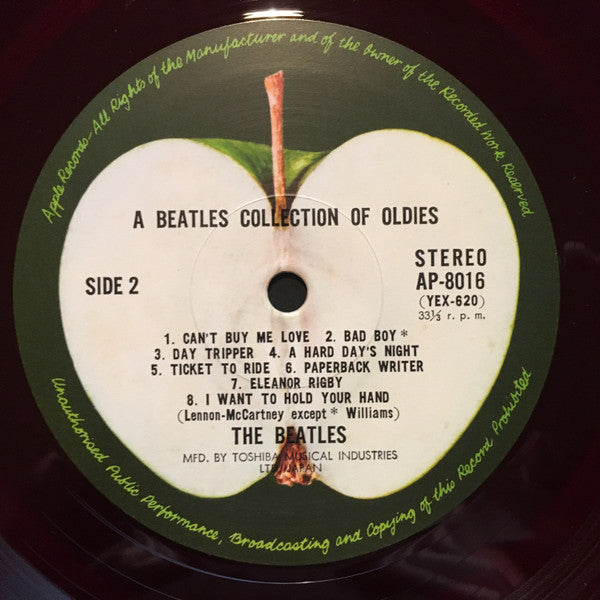 Apple Records-All Rights of the Manufacturer and of the Owner of the Recorded Work Reserved
A BEATLES COLLECTION OF OLDIES
SIDE 2
STEREO
AP-8016
(YEX-620)
33⅓ r. p. m.
1. CAN'T BUY ME LOVE 2. BAD BOY*
3. DAY TRIPPER 4. A HARD DAY'S NIGHT
5. TICKET TO RIDE 6. PAPERBACK WRITER
7. ELEANOR RIGBY
8. I WANT TO HOLD YOUR HAND
(Lennon-McCartney except * Williams)
THE BEATLES
MFD. BY TOSHIBA MUSICAL INDUSTRIES
LTD. JAPAN
Unauthorised Public Performance, Broadcasting and Copying of this Record Prohibited